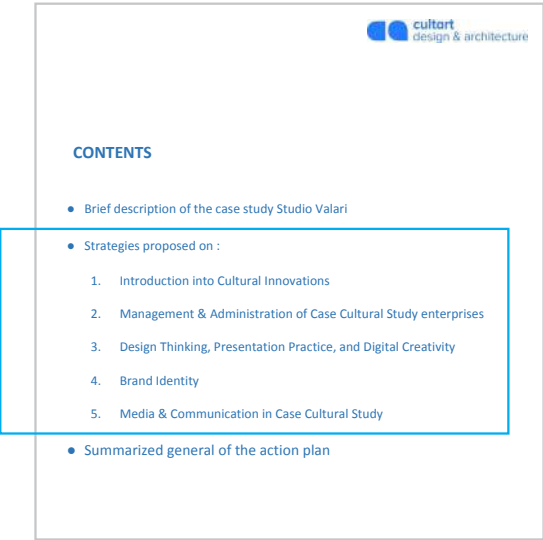 cultart
design & architecture
CONTENTS
● Brief description of the case study Studio Valari
● Strategies proposed on :
1. Introduction into Cultural Innovations
2. Management & Administration of Case Cultural Study enterprises
3. Design Thinking, Presentation Practice, and Digital Creativity
4. Brand Identity
5. Media & Communication in Case Cultural Study
● Summarized general of the action plan